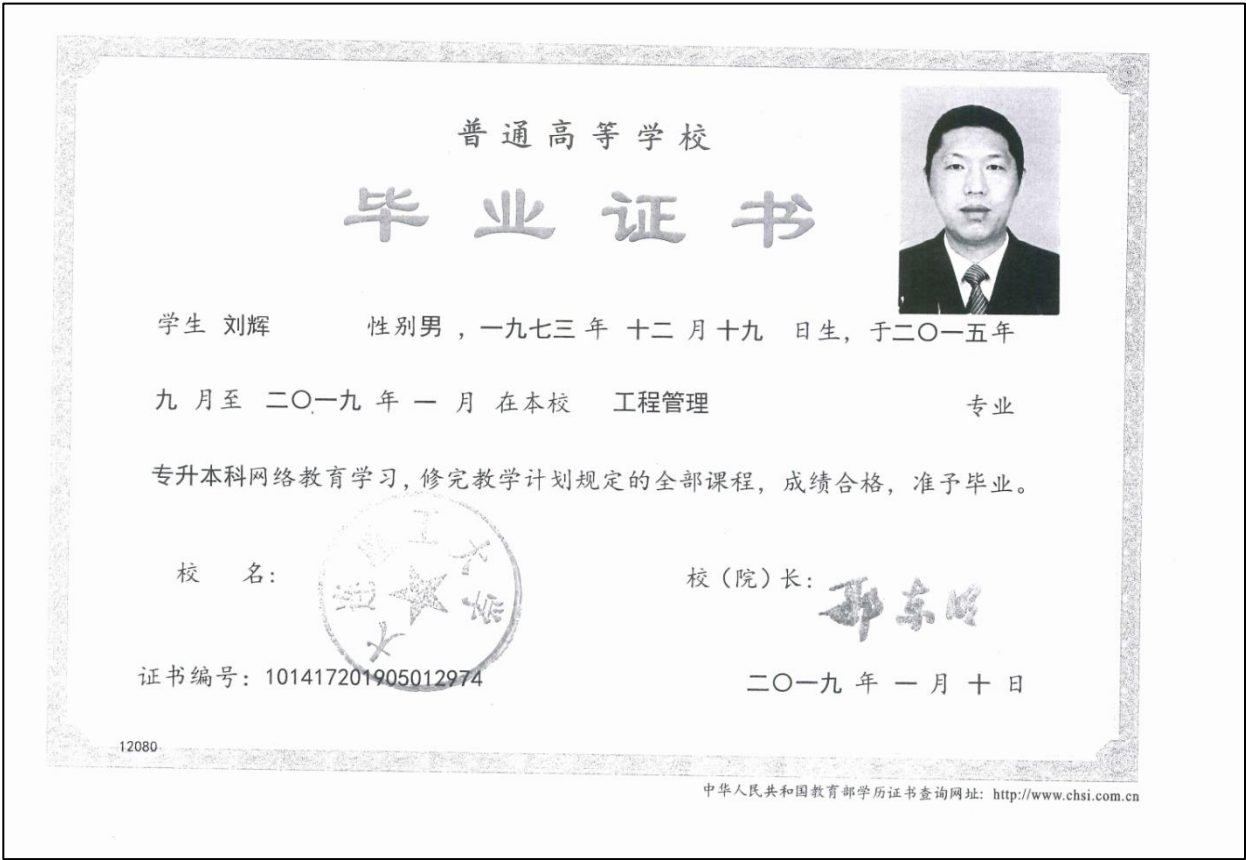 普通高等学校
毕业证书
学生 刘辉 性别男，一九七三 年 十二 月十九 日生，于二〇一五年
九 月至 二〇一九 年 一 月 在本校 工程管理 专业
专升本科网络教育学习，修完教学计划规定的全部课程，成绩合格，准予毕业。
校 名：
大连理工大学
校（院）长：
证书编号：101417201905012974
二〇一九 年 一 月 十 日
12080
中华人民共和国教育部学历证书查询网址：http://www.chsi.com.cn